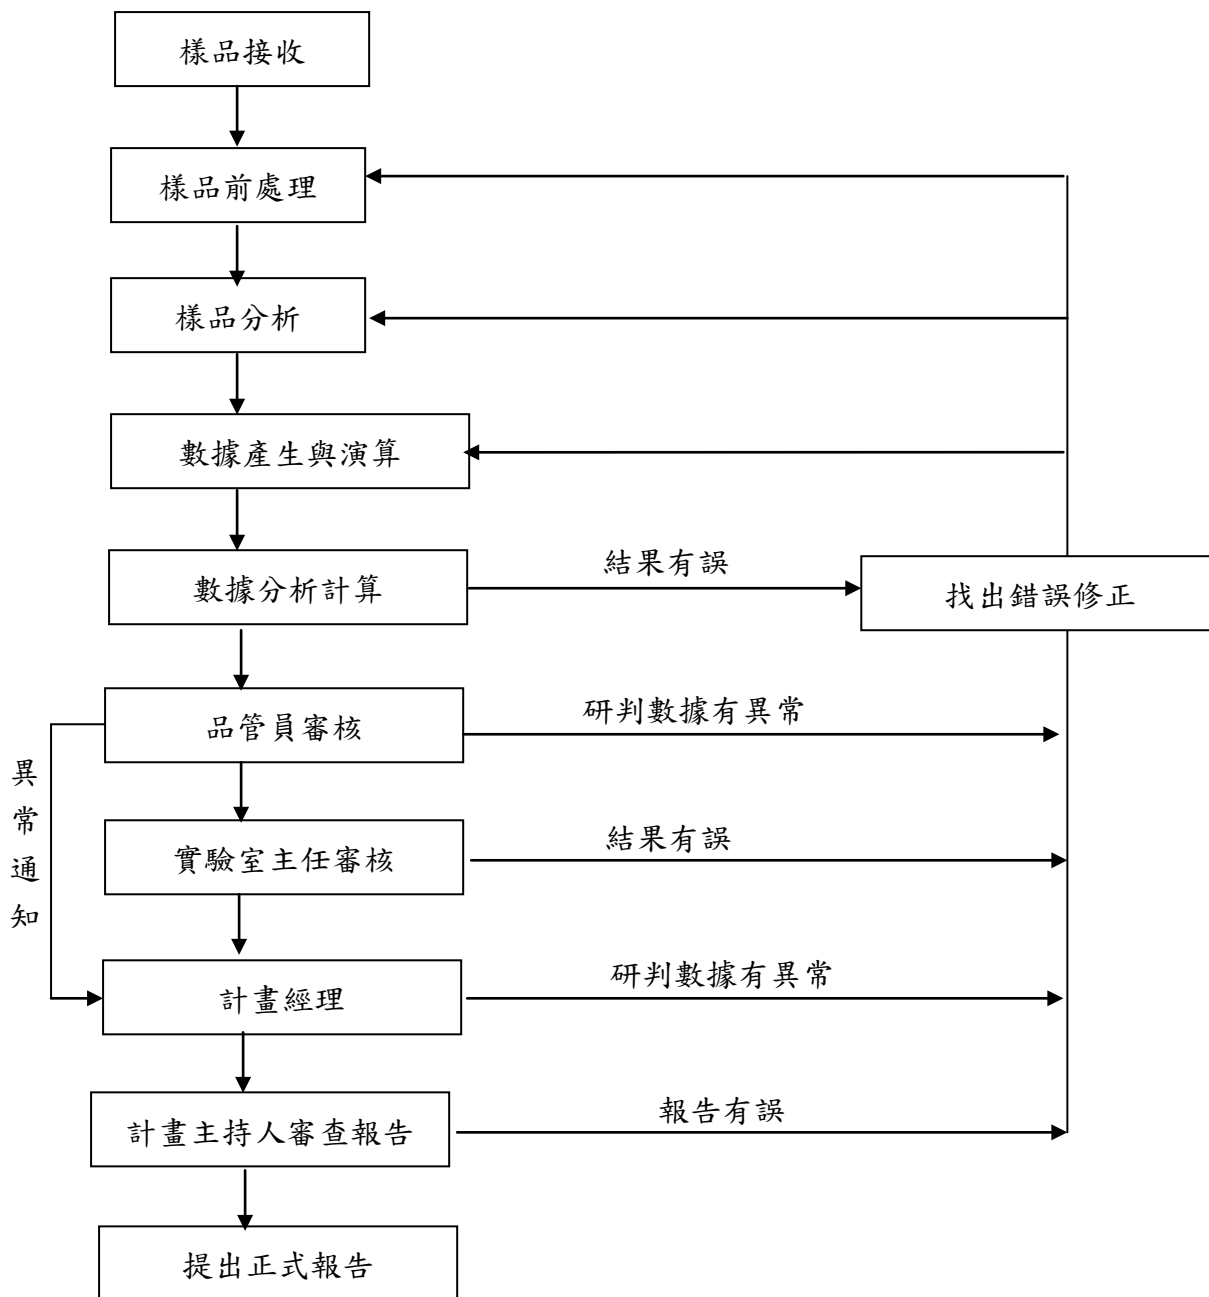 樣品接收
樣品前處理
樣品分析
數據產生與演算
數據分析計算
結果有誤
找出錯誤修正
品管員審核
研判數據有異常
異常通知
實驗室主任審核
結果有誤
計畫經理
研判數據有異常
計畫主持人審查報告
報告有誤
提出正式報告